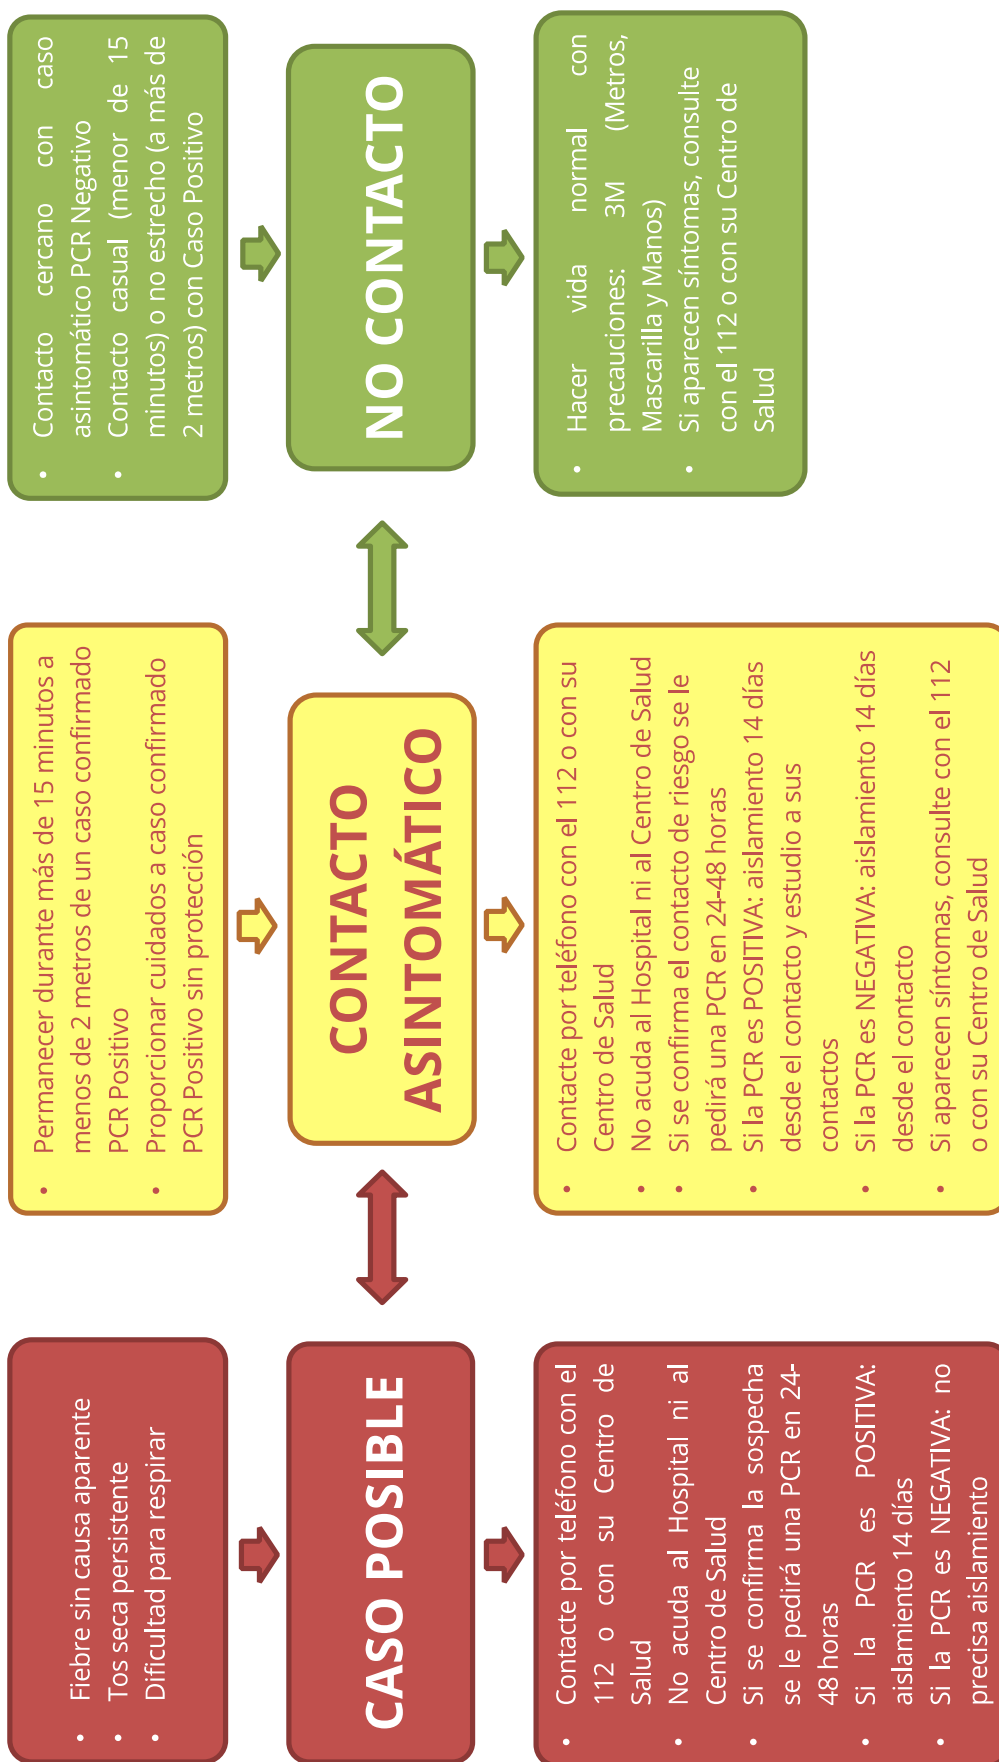 • Fiebre sin causa aparente
• Tos seca persistente
• Dificultad para respirar
CASO POSIBLE
• Contacte por teléfono con el
112 o con su Centro de
Salud
• No acuda al Hospital ni al
Centro de Salud
• Si se confirma la sospecha
se le pedirá una PCR en 24-
48 horas
• Si la PCR es POSITIVA:
aislamiento 14 días
• Si la PCR es NEGATIVA: no
precisa aislamiento
• Permanecer durante más de 15 minutos a
menos de 2 metros de un caso confirmado
PCR Positivo
• Proporcionar cuidados a caso confirmado
PCR Positivo sin protección
CONTACTO
ASINTOMÁTICO
• Contacte por teléfono con el 112 o con su
Centro de Salud
• No acuda al Hospital ni al Centro de Salud
• Si se confirma el contacto de riesgo se le
pedirá una PCR en 24-48 horas
• Si la PCR es POSITIVA: aislamiento 14 días
desde el contacto y estudio a sus
contactos
• Si la PCR es NEGATIVA: aislamiento 14 días
desde el contacto
• Si aparecen síntomas, consulte con el 112
o con su Centro de Salud
• Contacto cercano con caso
asintomático PCR Negativo
• Contacto casual (menor de 15
minutos) o no estrecho (a más de
2 metros) con Caso Positivo
NO CONTACTO
• Hacer vida normal con
precauciones: 3M (Metros,
Mascarilla y Manos)
• Si aparecen síntomas, consulte
con el 112 o con su Centro de
Salud